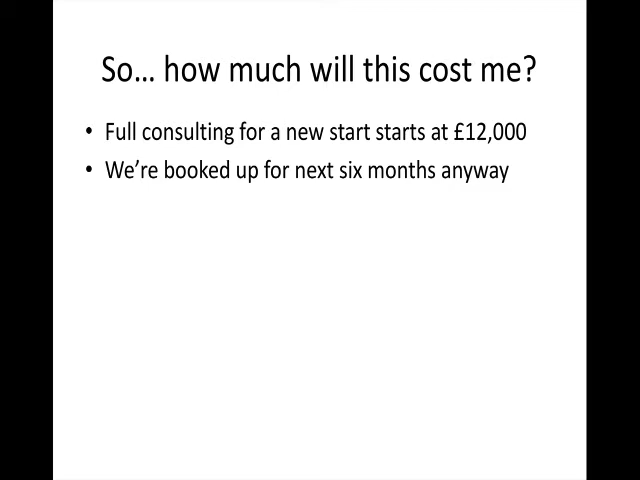 So… how much will this cost me?
• Full consulting for a new start starts at £12,000
• We’re booked up for next six months anyway